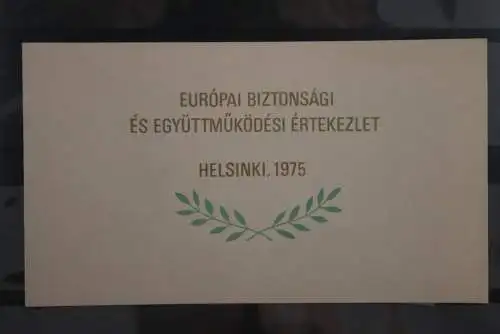 EURÓPAI BIZTONSÁGI
ÉS EGYÜTTMŰKÖDÉSI ÉRTEKEZLET
HELSINKI, 1975